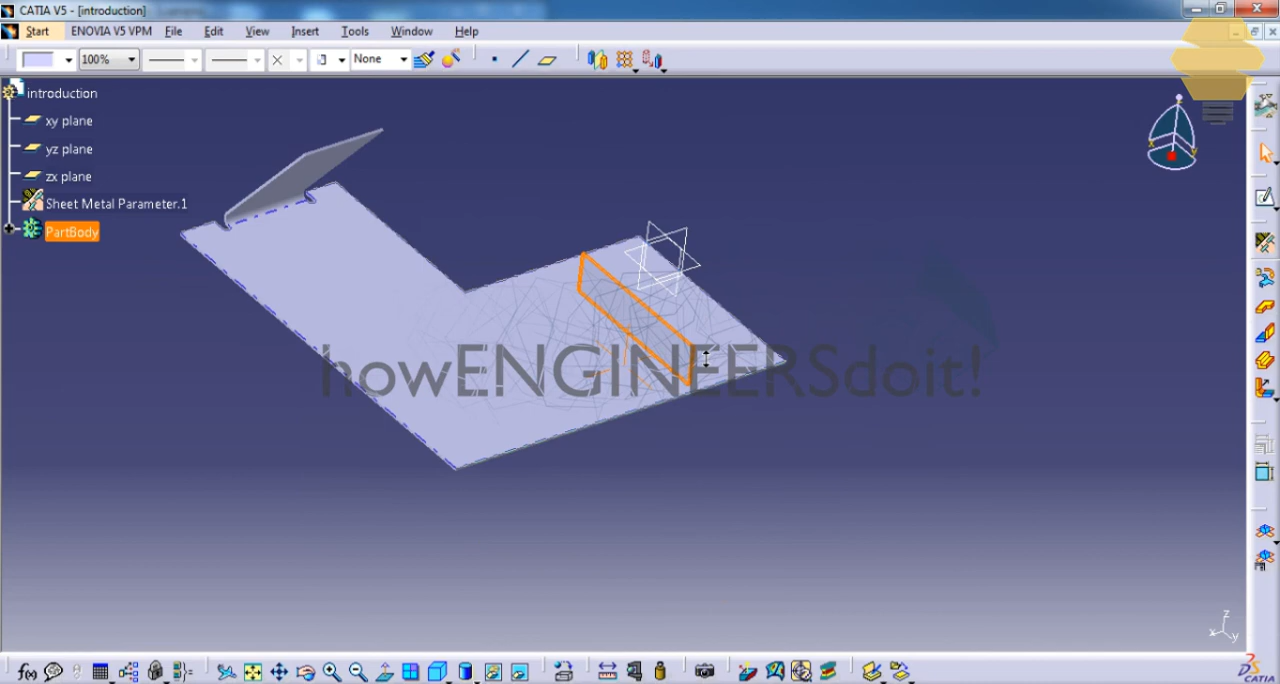 CATIA V5 - [introduction]
Start ENOVIA V5 VPM File Edit View Insert Tools Window Help
100% None
introduction
xy plane
yz plane
zx plane
Sheet Metal Parameter.1
PartBody
howENGINEERSdoit!
z
x y
f(x)
CATIA